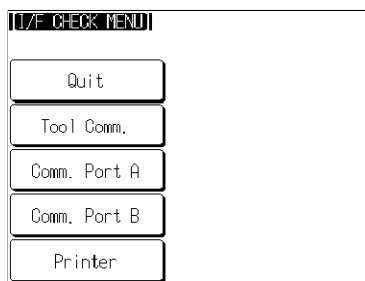 [I/F CHECK MENU]
Quit
Tool Comm.
Comm. Port A
Comm. Port B
Printer